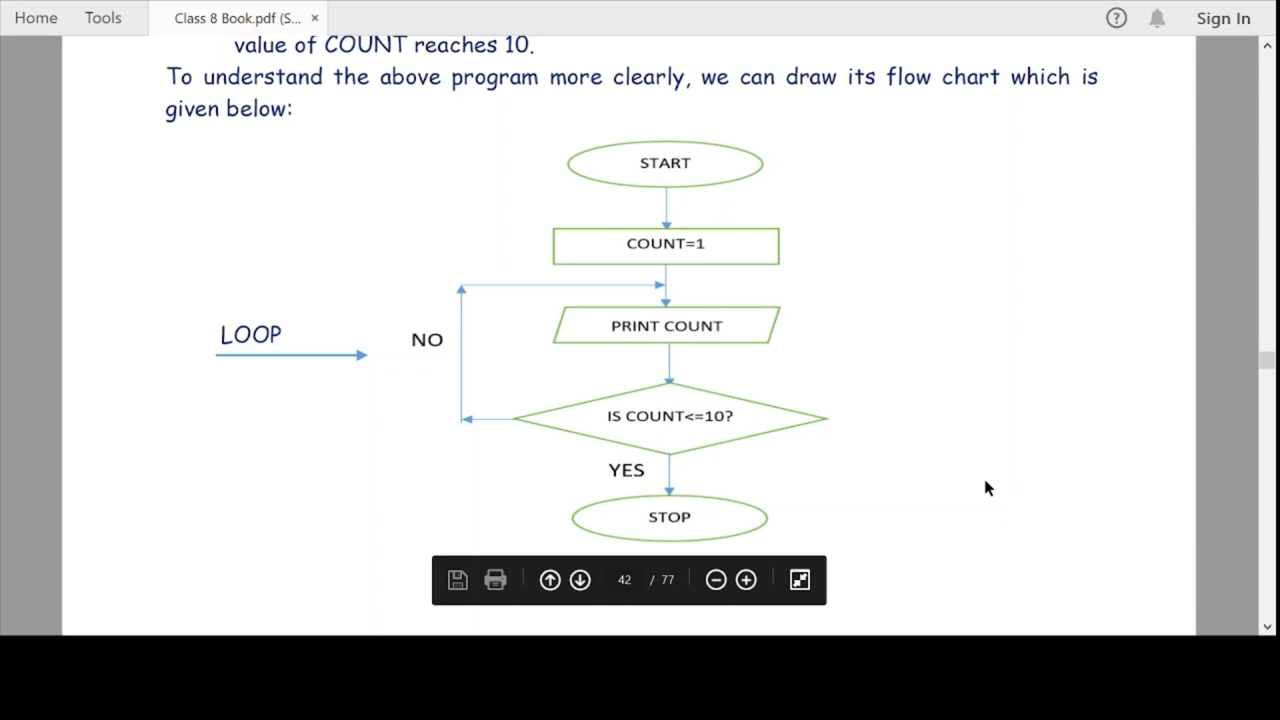 Home Tools Class 8 Book.pdf (S... × ? Sign In
value of COUNT reaches 10.
To understand the above program more clearly, we can draw its flow chart which is
given below:
START
COUNT=1
PRINT COUNT
LOOP
NO
IS COUNT<=10?
YES
STOP
42 / 77